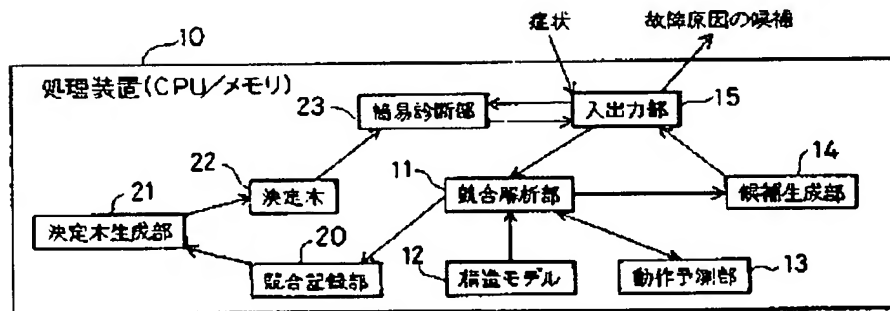 症状
故障原因の候補
10
処理装置(CPU/メモリ)
23
簡易診断部
入出力部
15
22
決定木
11
競合解析部
14
候補生成部
21
決定木生成部
20
競合記録部
12
構造モデル
動作予測部
13